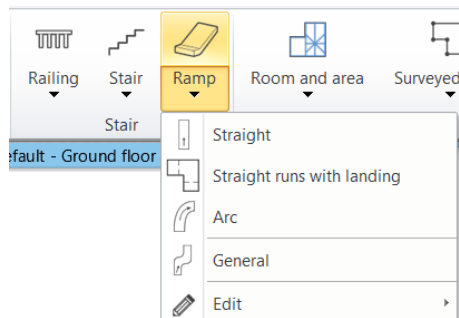 Railing Stair Ramp Room and area Surveyed
Stair
efault - Ground floor
Straight
Straight runs with landing
Arc
General
Edit